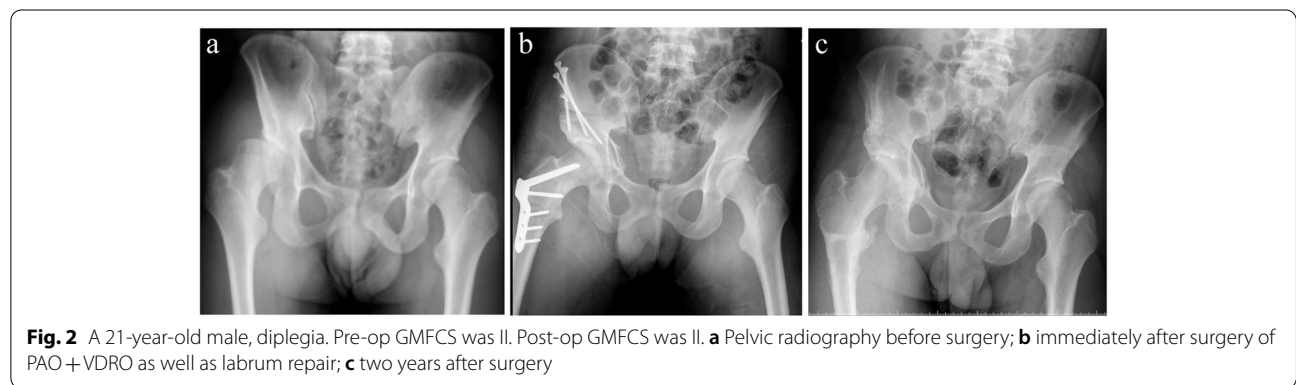 a
b
c
Fig. 2 A 21-year-old male, diplegia. Pre-op GMFCS was II. Post-op GMFCS was II. a Pelvic radiography before surgery; b immediately after surgery of
PAO+VDRO as well as labrum repair; c two years after surgery